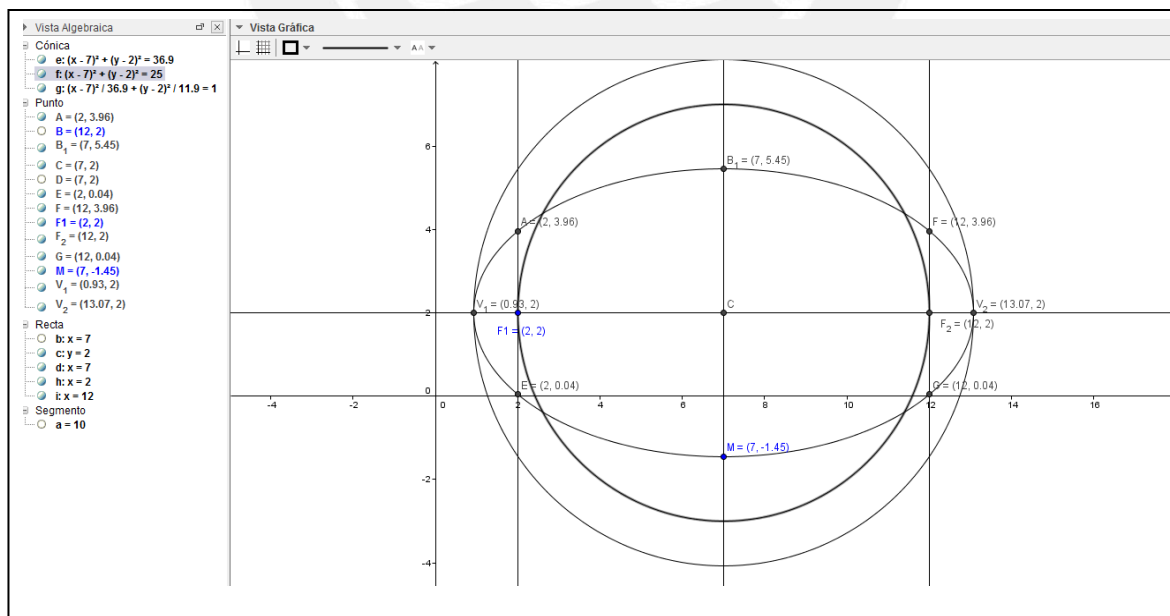 Vista Algebraica
Cónica
e: (x - 7)² + (y - 2)² = 36.9
f: (x - 7)² + (y - 2)² = 25
g: (x - 7)² / 36.9 + (y - 2)² / 11.9 = 1
Punto
A = (2, 3.96)
B = (12, 2)
B₁ = (7, 5.45)
C = (7, 2)
D = (7, 2)
E = (2, 0.04)
F = (12, 3.96)
F1 = (2, 2)
F₂ = (12, 2)
G = (12, 0.04)
M = (7, -1.45)
V₁ = (0.93, 2)
V₂ = (13.07, 2)
Recta
b: x = 7
c: y = 2
d: x = 7
h: x = 2
i: x = 12
Segmento
a = 10
Vista Gráfica
A A
6
B₁ = (7, 5.45)
4
A = (2, 3.96)
F = (12, 3.96)
2
V₁ = (0.93, 2)
C
V₂ = (13.07, 2)
F1 = (2, 2)
F₂ = (12, 2)
0
E = (2, 0.04)
G = (12, 0.04)
-4
-2
0
2
4
6
8
10
12
14
16
M = (7, -1.45)
-2
-4